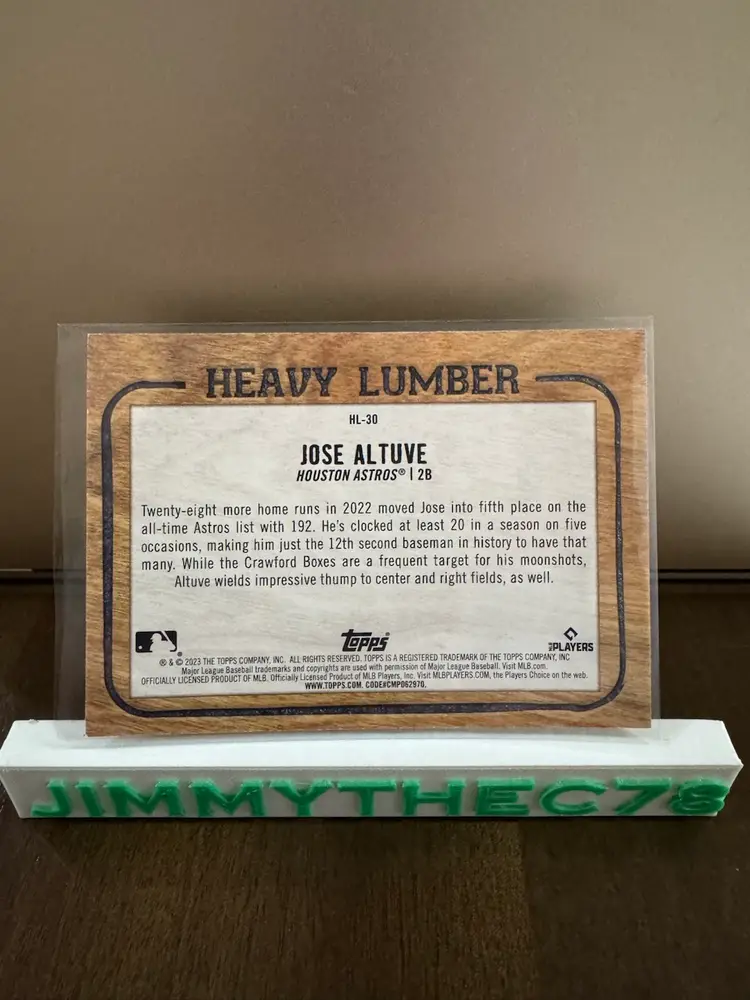 HEAVY LUMBER
HL-30
JOSE ALTUVE
HOUSTON ASTROS® | 2B
Twenty-eight more home runs in 2022 moved Jose into fifth place on the
all-time Astros list with 192. He's clocked at least 20 in a season on five
occasions, making him just the 12th second baseman in history to have that
many. While the Crawford Boxes are a frequent target for his moonshots,
Altuve wields impressive thump to center and right fields, as well.
Topps
PLAYERS
® & © 2023 THE TOPPS COMPANY, INC. ALL RIGHTS RESERVED. TOPPS IS A REGISTERED TRADEMARK OF THE TOPPS COMPANY, INC
Major League Baseball trademarks and copyrights are used with permission of Major League Baseball. Visit MLB.com.
OFFICIALLY LICENSED PRODUCT OF MLB. Officially Licensed Product of MLB Players, Inc. Visit MLBPLAYERS.COM, the Players Choice on the web.
WWW.TOPPS.COM. CODE#CMP062970.
JIMMYTHEC78